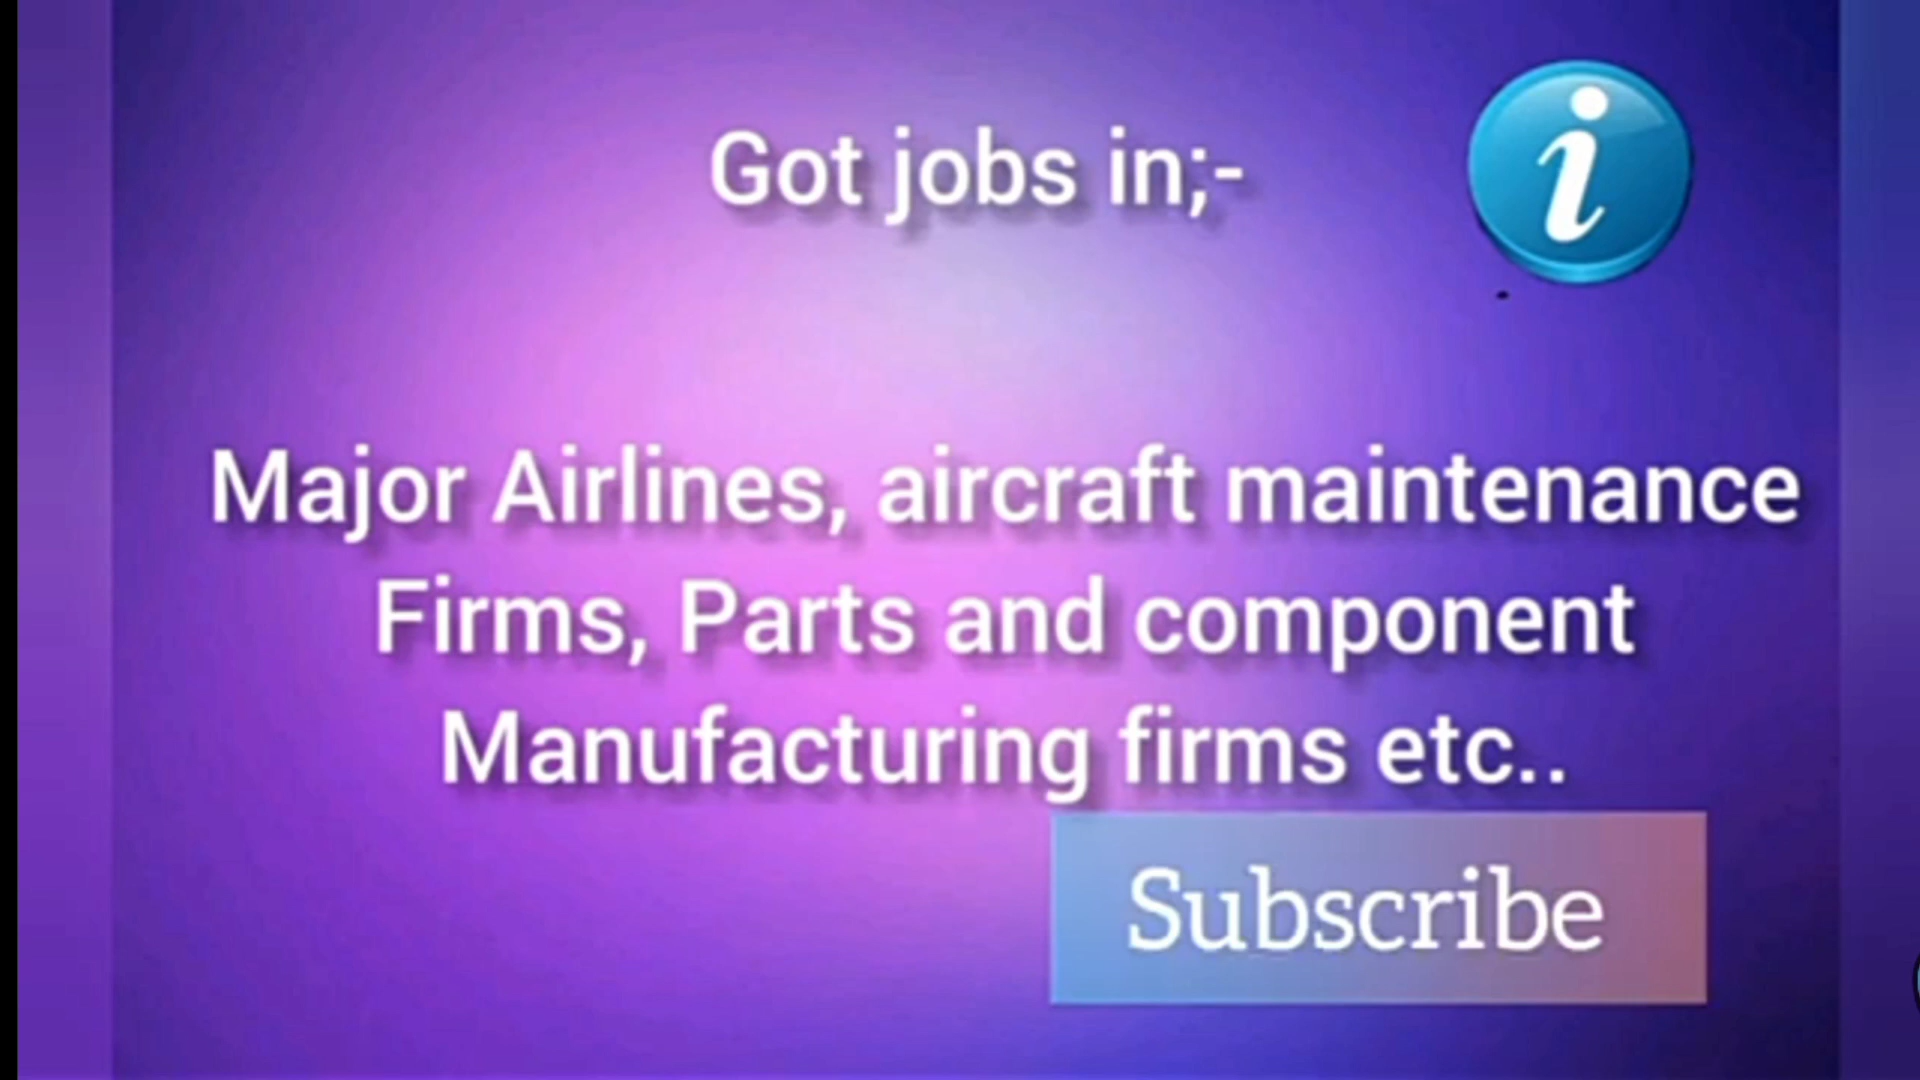 Got jobs in;-
i
Major Airlines, aircraft maintenance
Firms, Parts and component
Manufacturing firms etc..
Subscribe